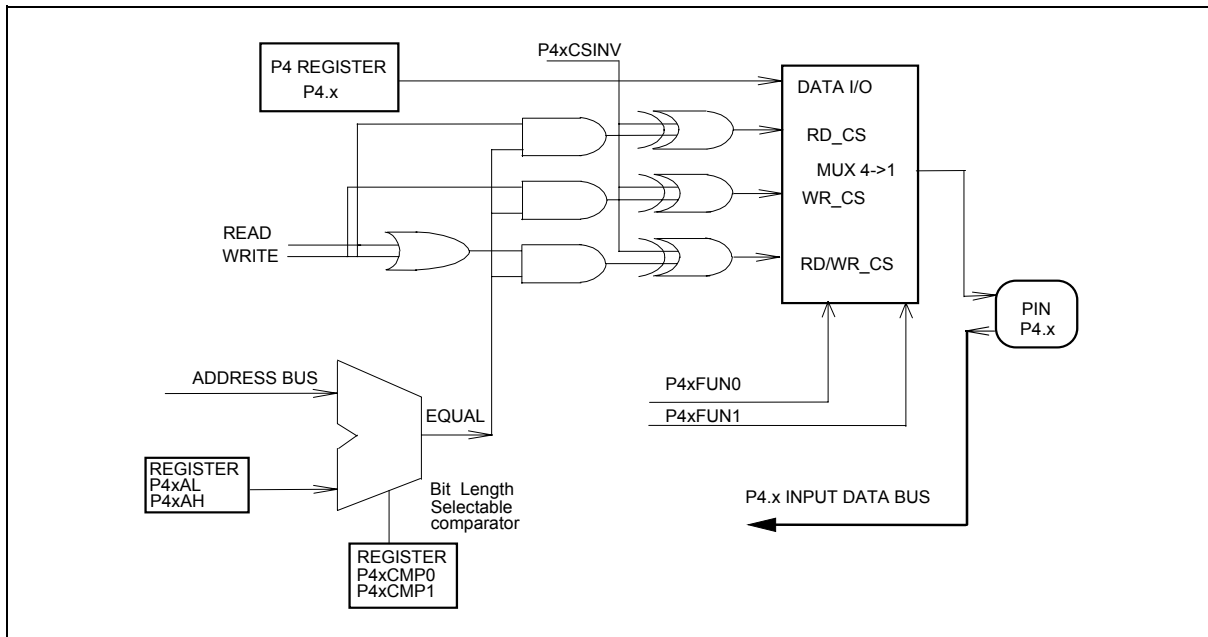 P4 REGISTER
P4.x
P4xCSINV
DATA I/O
RD_CS
MUX 4->1
WR_CS
RD/WR_CS
READ
WRITE
PIN
P4.x
ADDRESS BUS
EQUAL
P4xFUN0
P4xFUN1
REGISTER
P4xAL
P4xAH
Bit Length
Selectable
comparator
P4.x INPUT DATA BUS
REGISTER
P4xCMP0
P4xCMP1